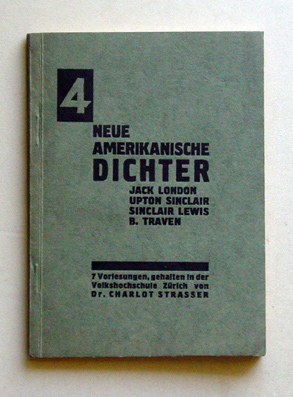 4
NEUE
AMERIKANISCHE
DICHTER
JACK LONDON
UPTON SINCLAIR
SINCLAIR LEWIS
B. TRAVEN
7 Vorlesungen, gehalten in der
Volkshochschule Zürich von
Dr. CHARLOT STRASSER